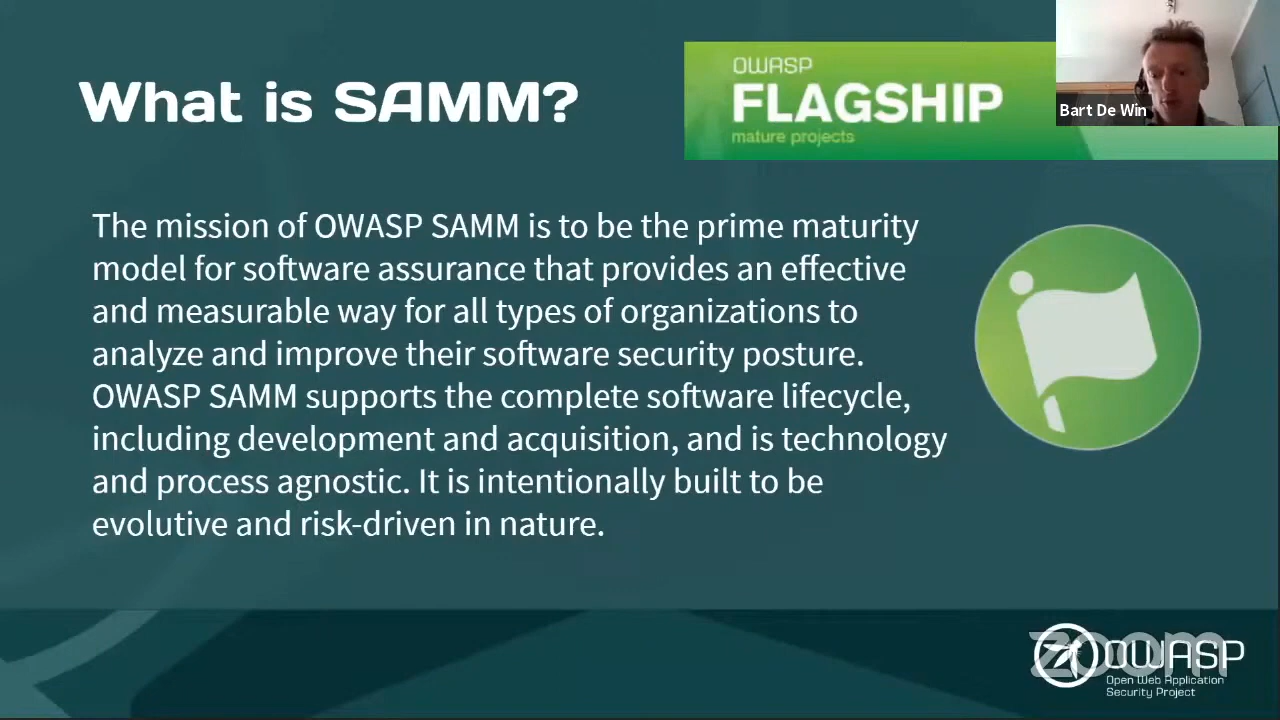 What is SAMM?
OWASP
FLAGSHIP
mature projects
Bart De Win
The mission of OWASP SAMM is to be the prime maturity
model for software assurance that provides an effective
and measurable way for all types of organizations to
analyze and improve their software security posture.
OWASP SAMM supports the complete software lifecycle,
including development and acquisition, and is technology
and process agnostic. It is intentionally built to be
evolutive and risk-driven in nature.
zoom
OWASP
Open Web Application
Security Project